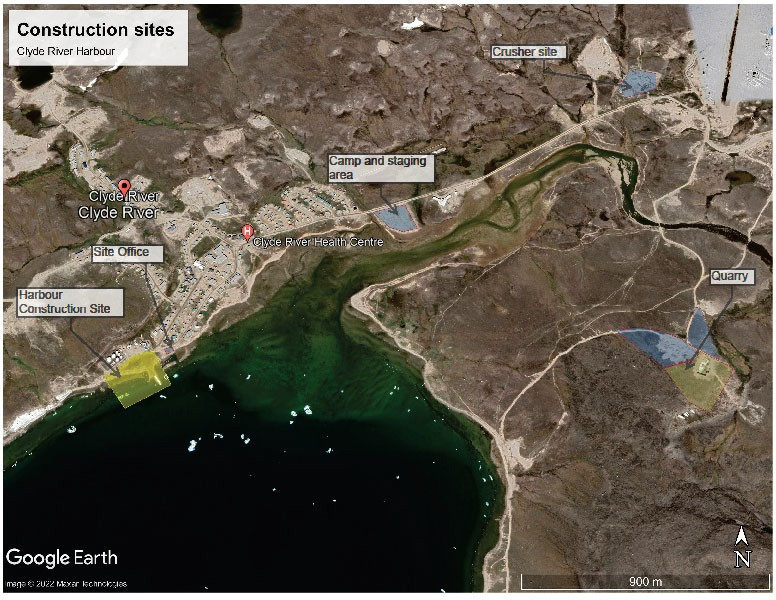 Construction sites
Clyde River Harbour
Crusher site
Camp and staging
area
Clyde River
Clyde River
H
Clyde River Health Centre
Site Office
Harbour
Construction Site
Quarry
Google Earth
Image © 2022 Maxar Technologies
N
900 m